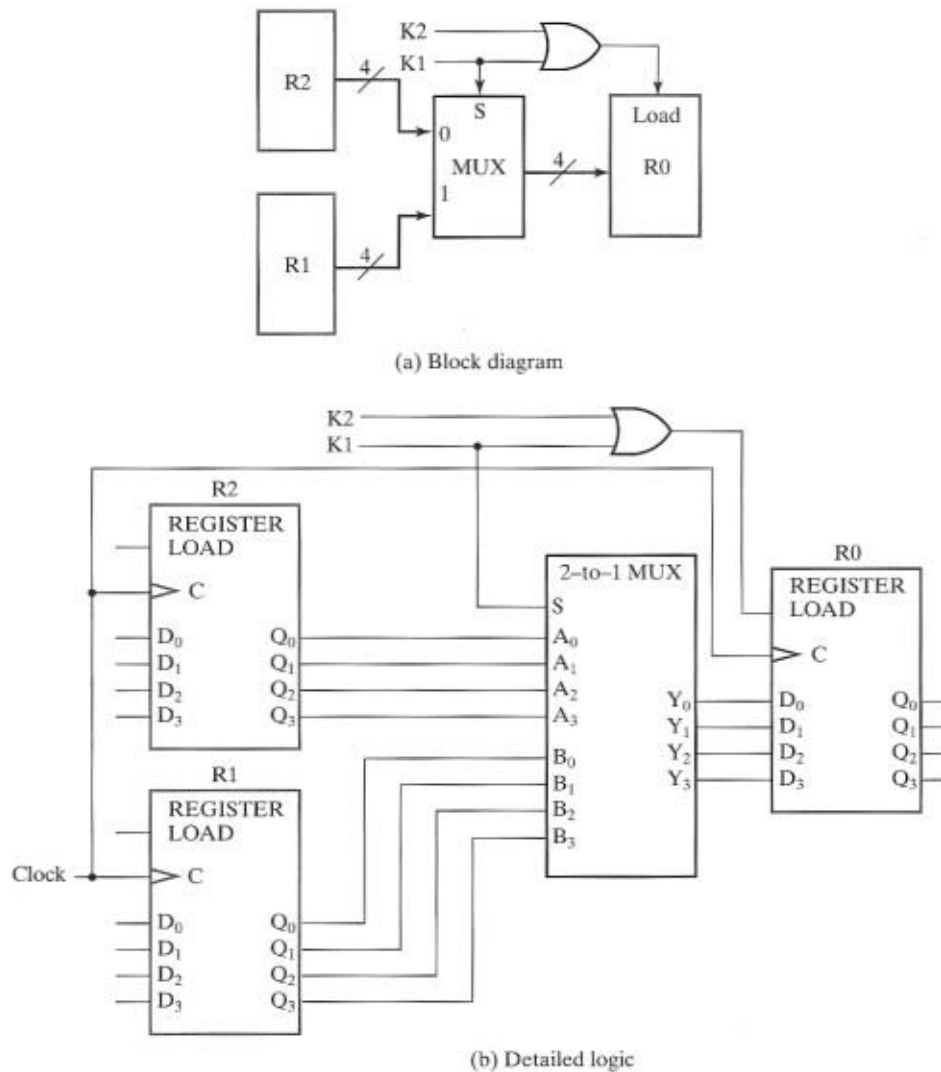 K2
K1
4
R2
S
0
MUX
1
4
Load
R0
4
R1
(a) Block diagram
K2
K1
R2
REGISTER
LOAD
C
D₀ Q₀
D₁ Q₁
D₂ Q₂
D₃ Q₃
2–to–1 MUX
S
A₀
A₁
A₂
A₃
B₀
B₁
B₂
B₃
Y₀
Y₁
Y₂
Y₃
R0
REGISTER
LOAD
C
D₀ Q₀
D₁ Q₁
D₂ Q₂
D₃ Q₃
R1
REGISTER
LOAD
Clock
C
D₀ Q₀
D₁ Q₁
D₂ Q₂
D₃ Q₃
(b) Detailed logic